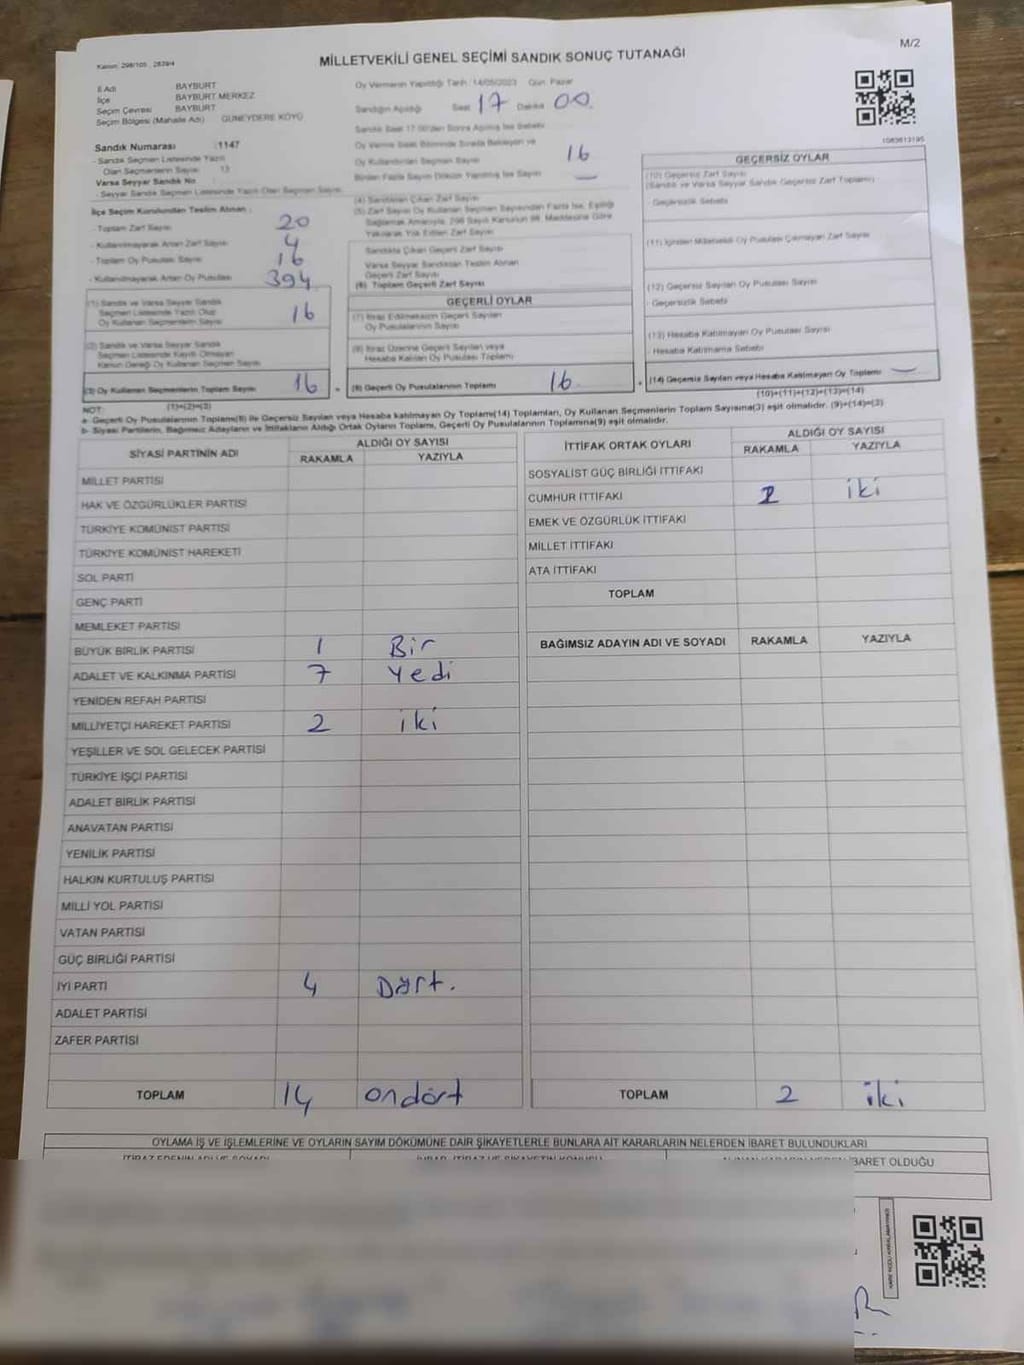 Kanun: 298/105 , 2839/4
M/2
MİLLETVEKİLİ GENEL SEÇİMİ SANDIK SONUÇ TUTANAĞI
İl Adı BAYBURT
İlçe BAYBURT MERKEZ
Seçim Çevresi BAYBURT
Seçim Bölgesi (Mahalle Adı) GÜNEYDERE KÖYÜ
Oy Vermenin Yapıldığı Tarih : 14/05/2023 Gün: Pazar
Sandığın Açıldığı Saat 17 Dakika 00
Sandık Saat 17:00'den Sonra Açılmış İse Sebebi
1083613195
Sandık Numarası :1147
- Sandık Seçmen Listesinde Yazılı
Olan Seçmenlerin Sayısı 13
Varsa Seyyar Sandık No
- Seyyar Sandık Seçmen Listesinde Yazılı Olan Seçmen Sayısı
Oy Kullandırılan Seçmen Sayısı 16
Birden Fazla Sayım Döküm Yapılmış İse Sayısı —
İlçe Seçim Kurulundan Teslim Alınan :
- Toplam Zarf Sayısı 20
- Kullanılmayarak Artan Zarf Sayısı 4
- Toplam Oy Pusulası Sayısı 16
- Kullanılmayarak Artan Oy Pusulası 394
(1) Sandık ve Varsa Seyyar Sandık
Seçmen Listesinde Yazılı Olup
Oy Kullanan Seçmenlerin Sayısı 16
(2) Sandık ve Varsa Seyyar Sandık
Seçmen Listesinde Kayıtlı Olmayan
Kanun Gereği Oy Kullanan Seçmen Sayısı
(3) Oy Kullanan Seçmenlerin Toplam Sayısı 16
(1)+(2)=(3)
(4) Sandıktan Çıkan Zarf Sayısı
(5) Zarf Sayısı Oy Kullanan Seçmen Sayısından Fazla İse, Eşitliği
Sağlamak Amacıyla, 298 Sayılı Kanunun 98. Maddesine Göre
Yakılarak Yok Edilen Zarf Sayısı
Sandıkta Çıkan Geçerli Zarf Sayısı
Varsa Seyyar Sandıktan Teslim Alınan
Geçerli Zarf Sayısı
(6) Toplam Geçerli Zarf Sayısı
GEÇERLİ OYLAR
(7) İtiraz Edilmeksizin Geçerli Sayılan
Oy Pusulalarının Sayısı
(8) İtiraz Üzerine Geçerli Sayılan veya
Hesaba Katılan Oy Pusulası Toplamı
(9) Geçerli Oy Pusulalarının Toplamı 16
GEÇERSİZ OYLAR
(10) Geçersiz Zarf Sayısı
(Sandık ve Varsa Seyyar Sandık Geçersiz Zarf Toplamı)
- Geçersizlik Sebebi
(11) İçinden Milletvekili Oy Pusulası Çıkmayan Zarf Sayısı
(12) Geçersiz Sayılan Oy Pusulası Sayısı
- Geçersizlik Sebebi
(13) Hesaba Katılmayan Oy Pusulası Sayısı
- Hesaba Katılmama Sebebi
(14) Geçersiz Sayılan veya Hesaba Katılmayan Oy Toplamı —
(10)+(11)+(12)+(13)=(14)
NOT:
a- Geçerli Oy Pusulalarının Toplamı(9) ile Geçersiz Sayılan veya Hesaba katılmayan Oy Toplamı(14) Toplamları, Oy Kullanan Seçmenlerin Toplam Sayısına(3) eşit olmalıdır. (9)+(14)=(3)
b- Siyasi Partilerin, Bağımsız Adayların ve İttifakların Aldığı Ortak Oyların Toplamı, Geçerli Oy Pusulalarının Toplamına(9) eşit olmalıdır.
SİYASİ PARTİNİN ADI ALDIĞI OY SAYISI
RAKAMLA YAZIYLA
MİLLET PARTİSİ
HAK VE ÖZGÜRLÜKLER PARTİSİ
TÜRKİYE KOMÜNİST PARTİSİ
TÜRKİYE KOMÜNİST HAREKETİ
SOL PARTİ
GENÇ PARTİ
MEMLEKET PARTİSİ
BÜYÜK BİRLİK PARTİSİ 1 Bir
ADALET VE KALKINMA PARTİSİ 7 Yedi
YENİDEN REFAH PARTİSİ
MİLLİYETÇİ HAREKET PARTİSİ 2 iki
YEŞİLLER VE SOL GELECEK PARTİSİ
TÜRKİYE İŞÇİ PARTİSİ
ADALET BİRLİK PARTİSİ
ANAVATAN PARTİSİ
YENİLİK PARTİSİ
HALKIN KURTULUŞ PARTİSİ
MİLLİ YOL PARTİSİ
VATAN PARTİSİ
GÜÇ BİRLİĞİ PARTİSİ
İYİ PARTİ 4 Dört.
ADALET PARTİSİ
ZAFER PARTİSİ
TOPLAM 14 ondört
İTTİFAK ORTAK OYLARI ALDIĞI OY SAYISI
RAKAMLA YAZIYLA
SOSYALİST GÜÇ BİRLİĞİ İTTİFAKI
CUMHUR İTTİFAKI 2 iki
EMEK VE ÖZGÜRLÜK İTTİFAKI
MİLLET İTTİFAKI
ATA İTTİFAKI
TOPLAM
BAĞIMSIZ ADAYIN ADI VE SOYADI RAKAMLA YAZIYLA
TOPLAM 2 iki
OYLAMA İŞ VE İŞLEMLERİNE VE OYLARIN SAYIM DÖKÜMÜNE DAİR ŞİKAYETLERLE BUNLARA AİT KARARLARIN NELERDEN İBARET BULUNDUKLARI
İBARET OLDUĞU